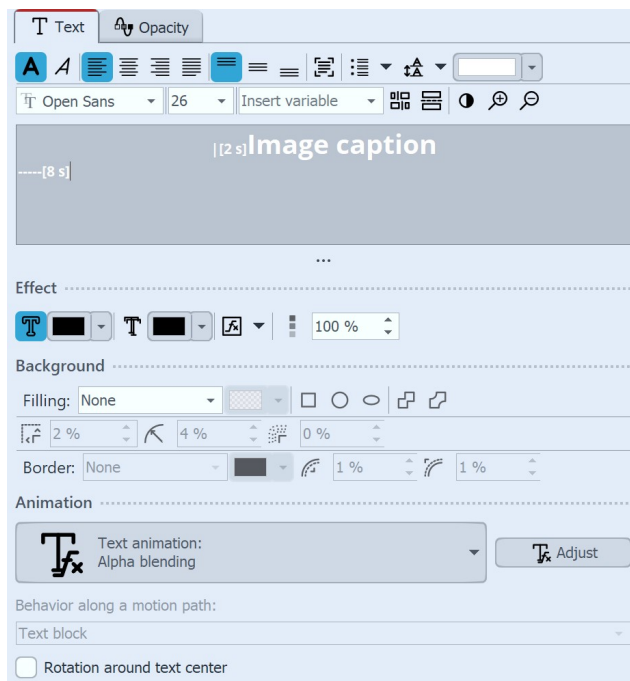 Text Opacity
Open Sans 26 Insert variable
|[2 s]Image caption
-----[8 s]
...
Effect
100 %
Background
Filling: None
2 % 4 % 0 %
Border: None 1 % 1 %
Animation
Text animation:
Alpha blending
Adjust
Behavior along a motion path:
Text block
Rotation around text center